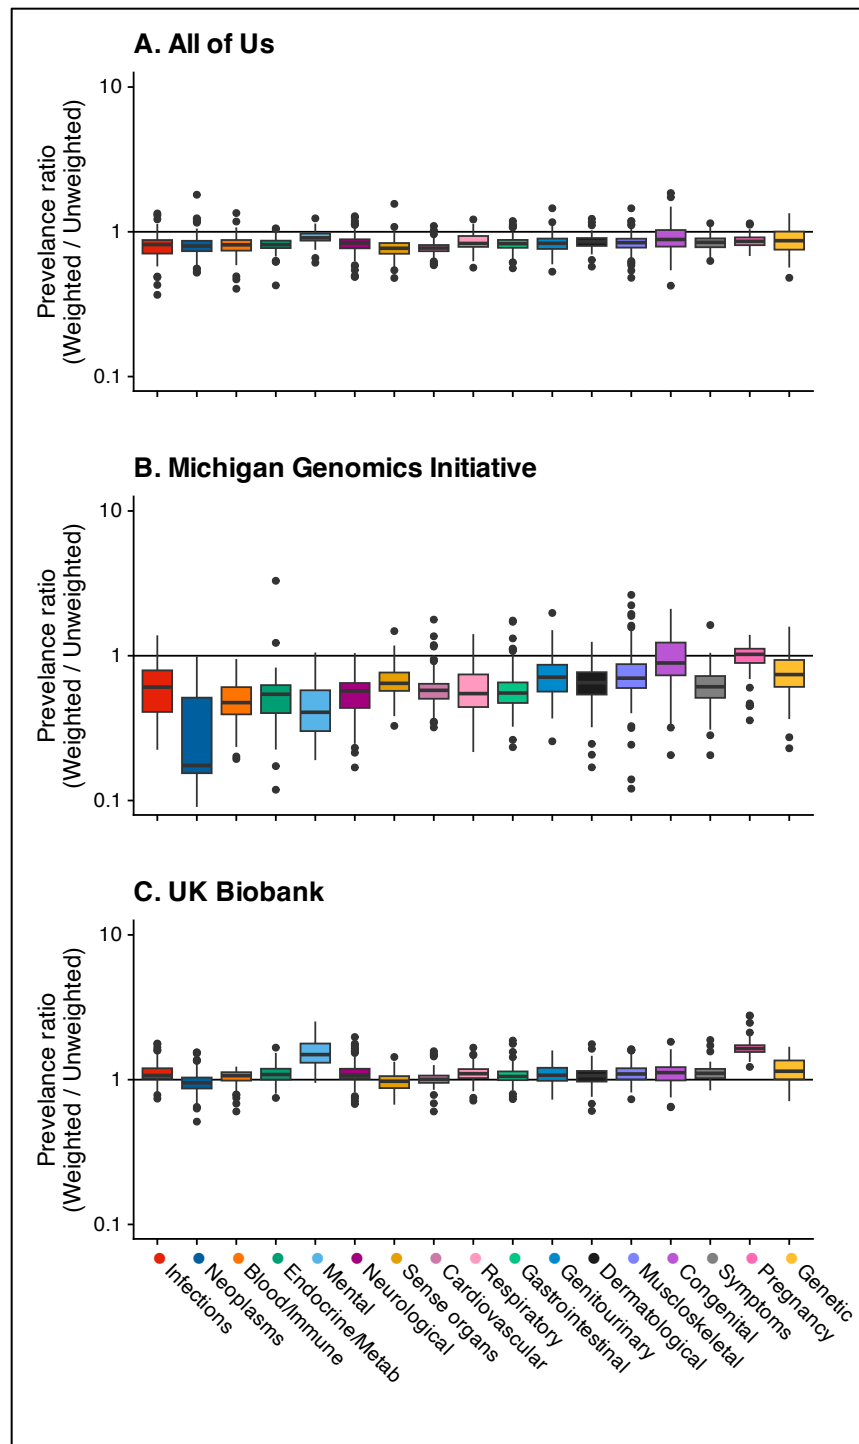 A. All of Us
Prevelance ratio
(Weighted / Unweighted)
10
1
0.1
B. Michigan Genomics Initiative
Prevelance ratio
(Weighted / Unweighted)
10
1
0.1
C. UK Biobank
Prevelance ratio
(Weighted / Unweighted)
10
1
0.1
Infections
Neoplasms
Blood/Immune
Endocrine/Metab
Mental
Neurological
Sense organs
Cardiovascular
Respiratory
Gastrointestinal
Genitourinary
Dermatological
Muscloskeletal
Congenital
Symptoms
Pregnancy
Genetic